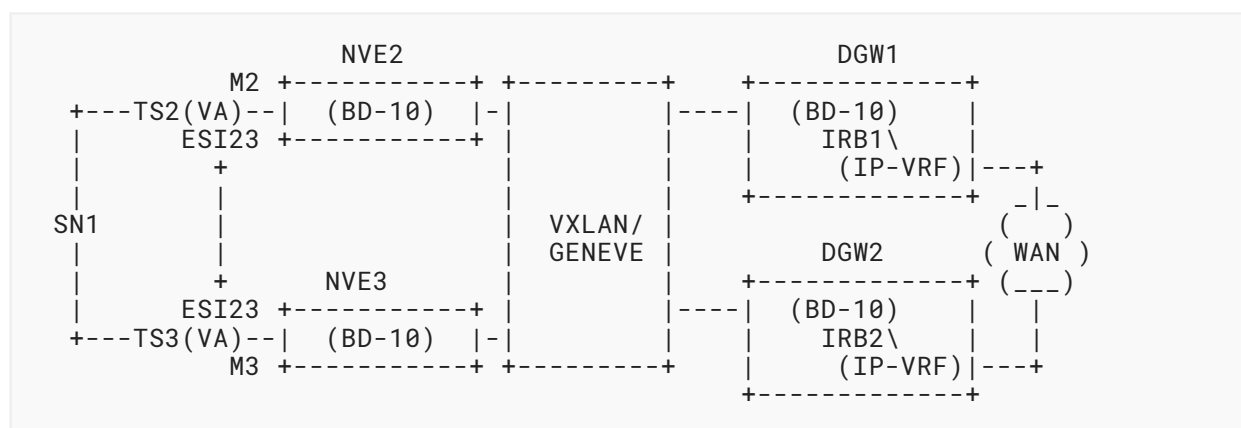 NVE2                           DGW1
             M2 +-----------+ +---------+    +-------------+
 +---TS2(VA)--|  (BD-10)  |-|         |----|  (BD-10)    |
 |      ESI23 +-----------+ |         |    |    IRB1\    |
 |        +                 |         |    |     (IP-VRF)|---+
 |        |                 |         |    +-------------+  _|_
SN1       |                 |  VXLAN/ |                    (   )
 |        |                 |  GENEVE |         DGW2      ( WAN )
 |        +      NVE3       |         |    +-------------+ (___)
 |      ESI23 +-----------+ |         |----|  (BD-10)    |   |
 +---TS3(VA)--|  (BD-10)  |-|         |    |    IRB2\    |   |
           M3 +-----------+ +---------+    |     (IP-VRF)|---+
                                           +-------------+